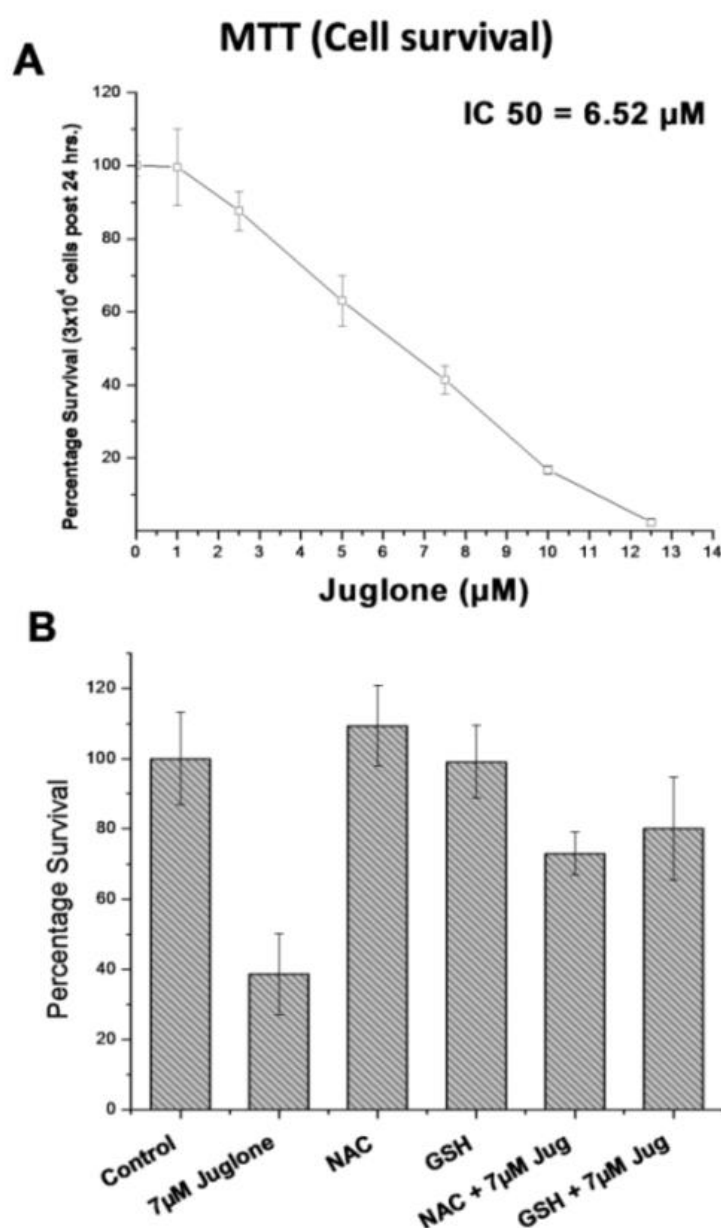 MTT (Cell survival)
A
IC 50 = 6.52 µM
120
100
80
60
40
20
Percentage Survival (3x10⁴ cells post 24 hrs.)
0 1 2 3 4 5 6 7 8 9 10 11 12 13 14
Juglone (µM)
B
120
100
80
60
40
20
0
Percentage Survival
Control
7µM Juglone
NAC
GSH
NAC + 7µM Jug
GSH + 7µM Jug